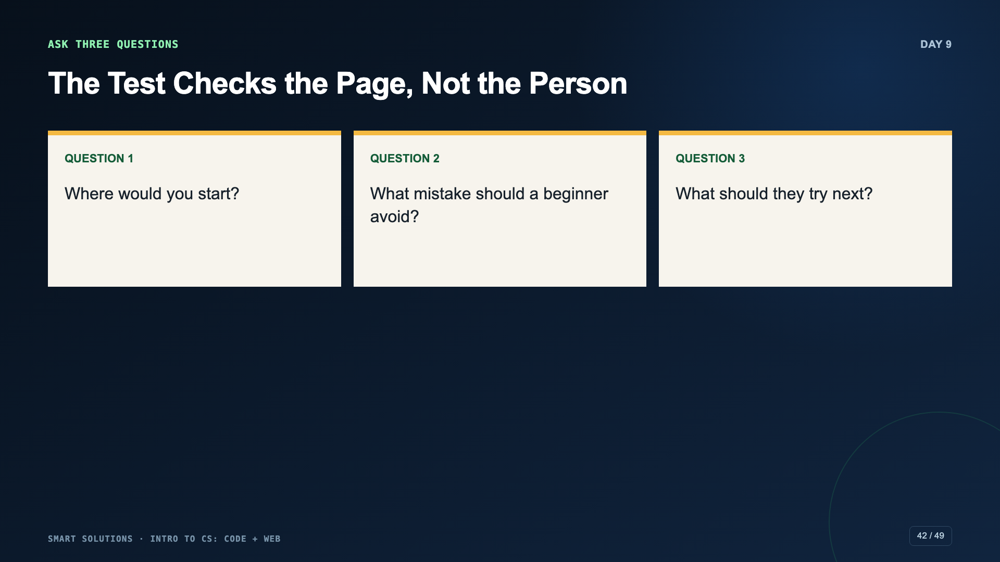 ASK THREE QUESTIONS
DAY 9
The Test Checks the Page, Not the Person
QUESTION 1
Where would you start?
QUESTION 2
What mistake should a beginner
avoid?
QUESTION 3
What should they try next?
SMART SOLUTIONS · INTRO TO CS: CODE + WEB
42 / 49